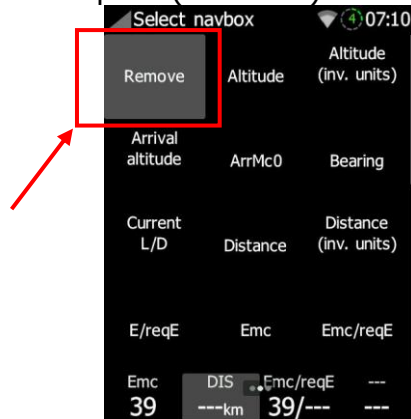 Select navbox 4 07:10
Remove Altitude Altitude
(inv. units)
Arrival
altitude ArrMc0 Bearing
Current
L/D Distance Distance
(inv. units)
E/reqE Emc Emc/reqE
Emc DIS Emc/reqE ---
39 ---km 39/--- ---